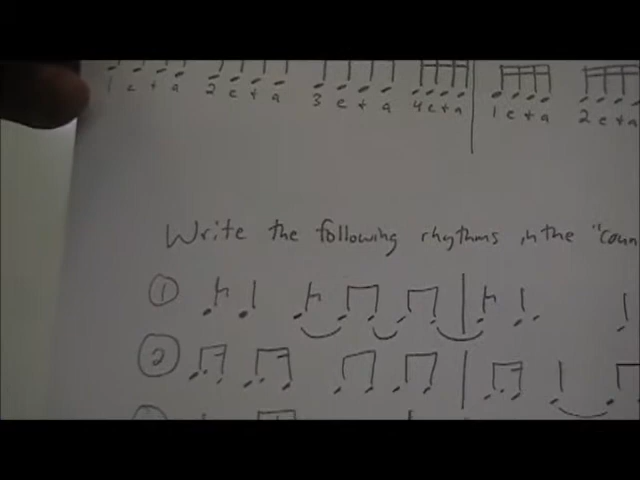 1 e + a 2 e + a 3 e + a 4 e + a 1 e + a 2 e + a
Write the following rhythms in the "coun
1
2